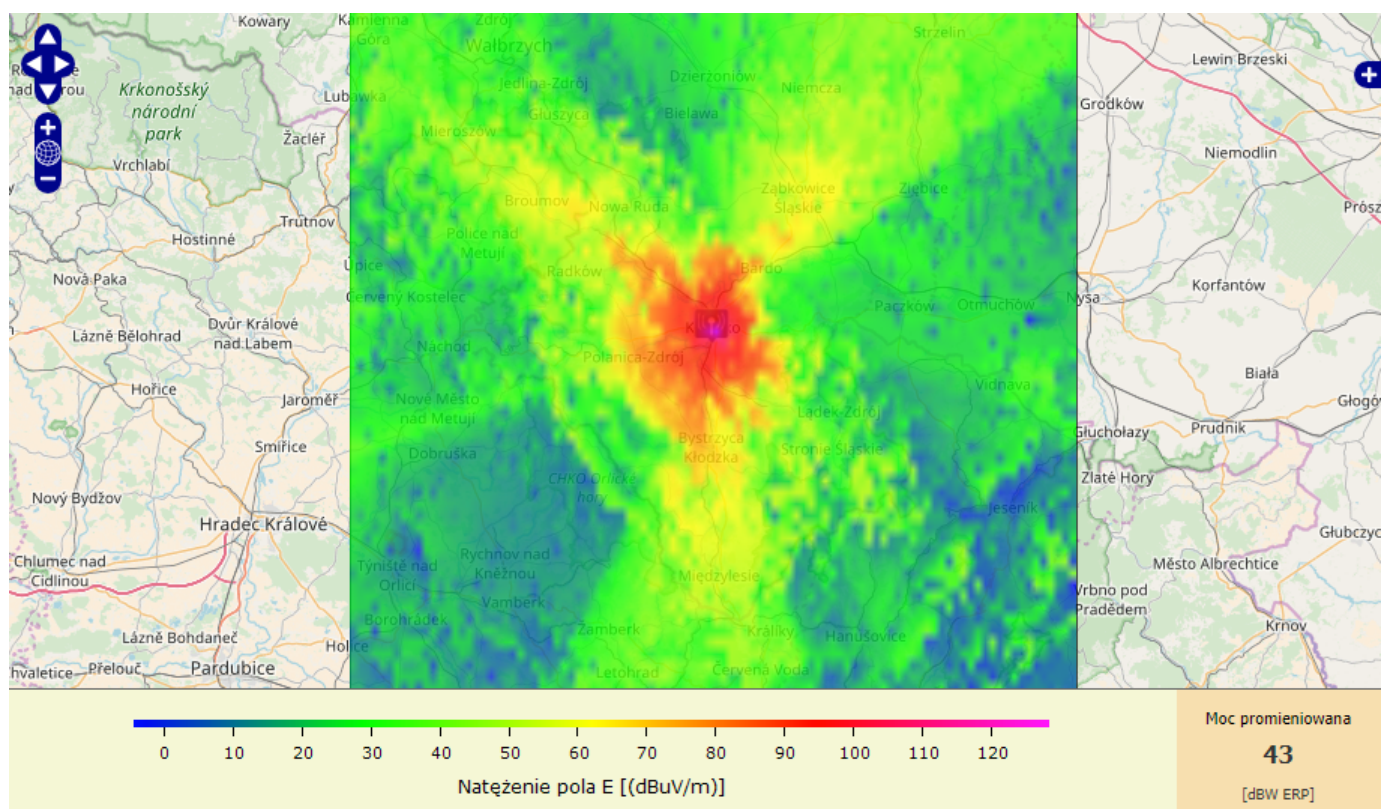 Kowary
Kamienna
Góra
Zdrój
Wałbrzych
Strzelin
Lewin Brzeski
nad
Krkonošský
národní
park
Jedlina-Zdrój
Dzierżoniów
Niemcza
Grodków
Lubawka
Głuszyca
Bielawa
Żacléř
Mieroszów
Niemodlin
Vrchlabí
Ząbkowice
Śląskie
Ziębice
Broumov
Nowa Ruda
Prósz
Trutnov
Hostinné
Police nad
Metují
Úpice
Radków
Bardo
Nová Paka
Nysa
Korfantów
Červený Kostelec
Paczków
Otmuchów
Lázně Bělohrad
Dvůr Králové
nad Labem
Náchod
Polanica-Zdrój
Hořice
Vidnava
Biała
Jaroměř
Nové Město
nad Metují
Lądek-Zdrój
Głogó
Smiřice
Bystrzyca
Kłodzka
Stronie Śląskie
Głuchołazy
Prudnik
Dobruška
CHKO Orlické
hory
Zlaté Hory
Nový Bydžov
Jeseník
Hradec Králové
Głubczyc
Chlumec nad
Cidlinou
Rychnov nad
Kněžnou
Týniště nad
Orlicí
Międzylesie
Město Albrechtice
Vamberk
Vrbno pod
Pradědem
Borohrádek
Žamberk
Králíky
Hanušovice
Krnov
Lázně Bohdaneč
Holice
Chvaletice
Přelouč
Pardubice
Letohrad
Červená Voda
0 10 20 30 40 50 60 70 80 90 100 110 120
Natężenie pola E [(dBuV/m)]
Moc promieniowana
43
[dBW ERP]